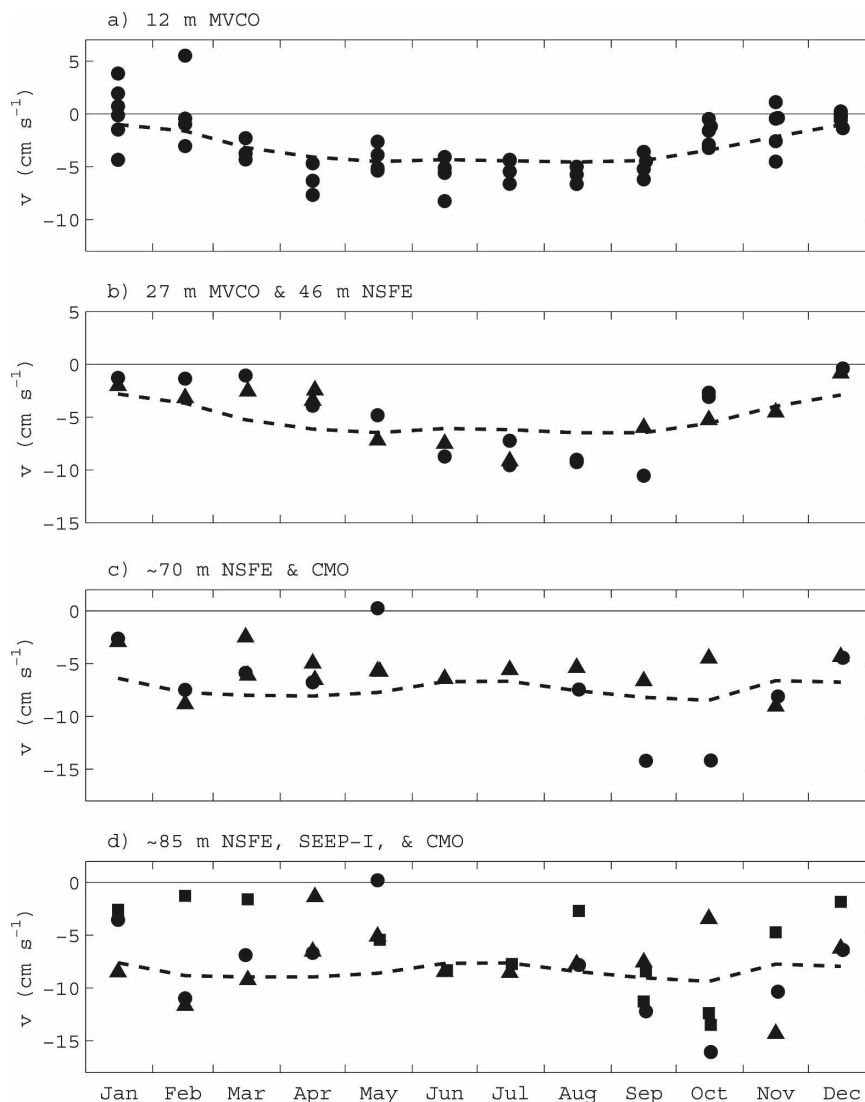 a) 12 m MVCO
5
0
−5
−10
v (cm s⁻¹)
b) 27 m MVCO & 46 m NSFE
5
0
−5
−10
−15
v (cm s⁻¹)
c) ~70 m NSFE & CMO
0
−5
−10
−15
v (cm s⁻¹)
d) ~85 m NSFE, SEEP-I, & CMO
0
−5
−10
−15
v (cm s⁻¹)
Jan Feb Mar Apr May Jun Jul Aug Sep Oct Nov Dec